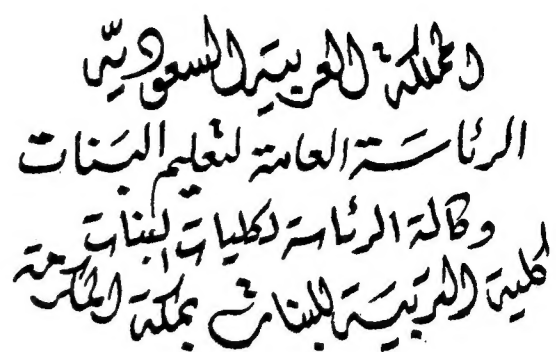 المملكة العربية السعودية
الرئاسة العامة لتعليم البنات
وكالة الرئاسة لكليات البنات
كلية التربية للبنات بمكة المكرمة